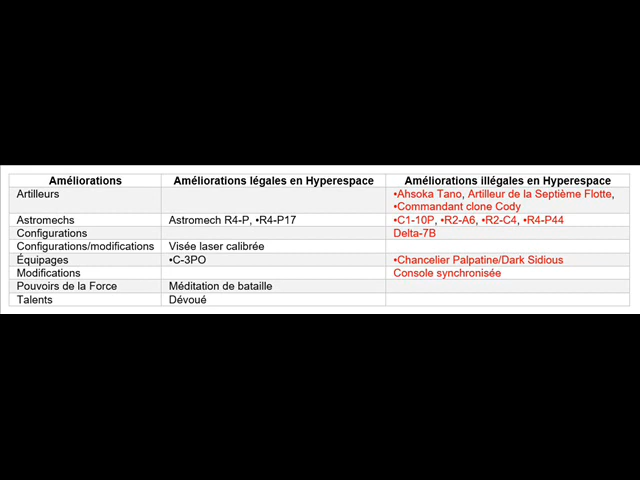 Améliorations Améliorations légales en Hyperespace Améliorations illégales en Hyperespace
Artilleurs •Ahsoka Tano, Artilleur de la Septième Flotte,
•Commandant clone Cody
Astromechs Astromech R4-P, •R4-P17 •C1-10P, •R2-A6, •R2-C4, •R4-P44
Configurations Delta-7B
Configurations/modifications Visée laser calibrée
Équipages •C-3PO •Chancelier Palpatine/Dark Sidious
Modifications Console synchronisée
Pouvoirs de la Force Méditation de bataille
Talents Dévoué